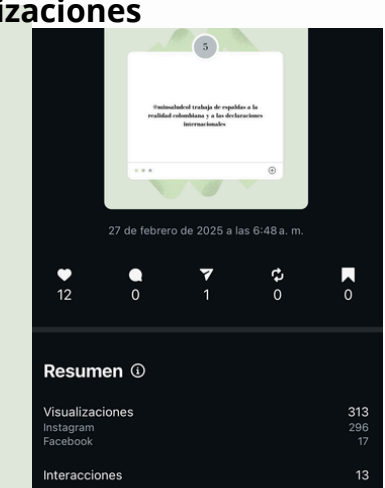 izaciones
5
@minsaludcol trabaja de espaldas a la
realidad colombiana y a las declaraciones
internacionales
27 de febrero de 2025 a las 6:48 a. m.
12 0 1 0 0
Resumen
Visualizaciones 313
Instagram 296
Facebook 17
Interacciones 13